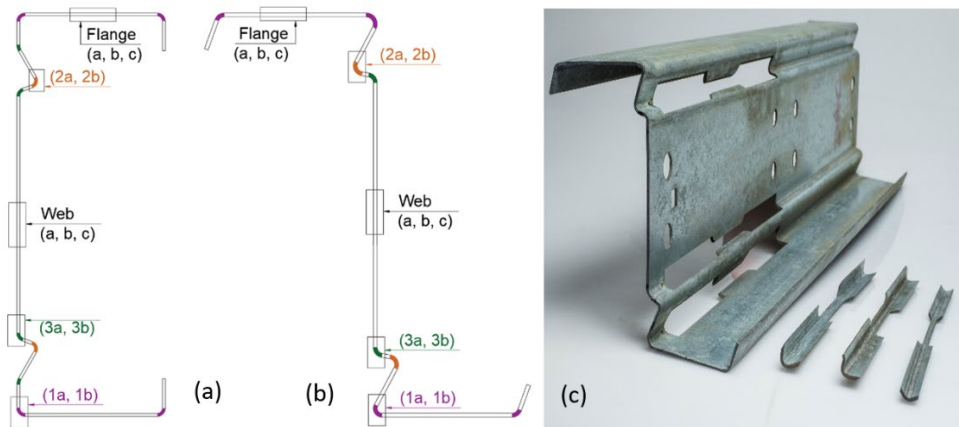 Flange
(a, b, c)
(2a, 2b)
Web
(a, b, c)
(3a, 3b)
(1a, 1b)
(a)
Flange
(a, b, c)
(2a, 2b)
Web
(a, b, c)
(3a, 3b)
(1a, 1b)
(b)
(c)